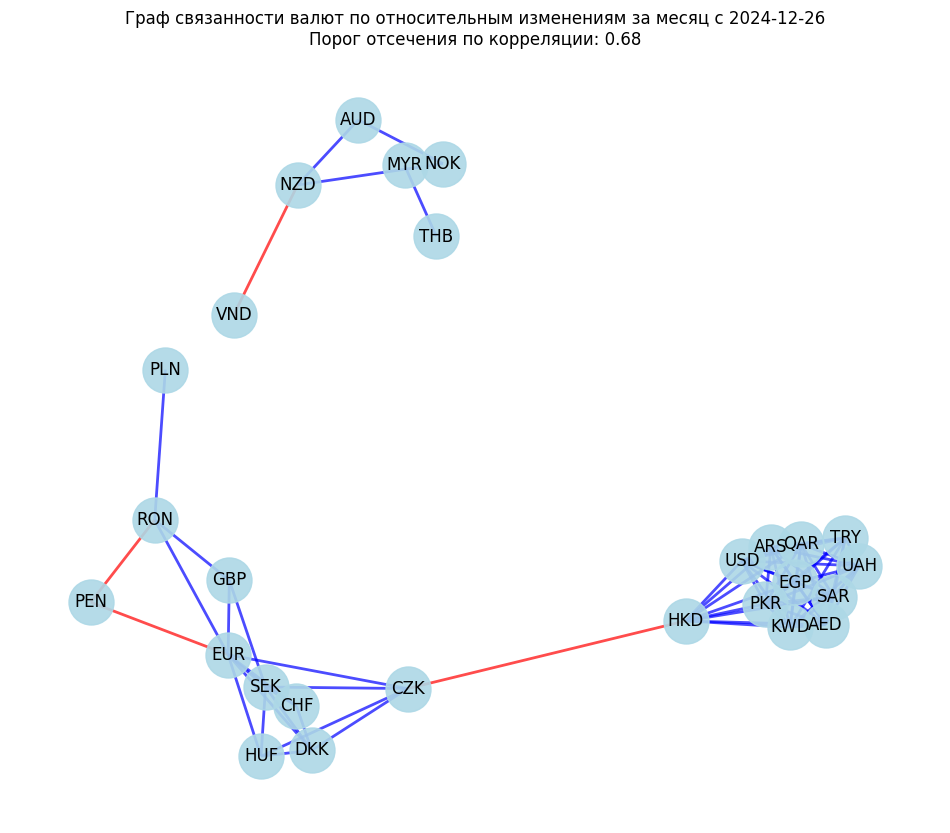 Граф связанности валют по относительным изменениям за месяц с 2024-12-26
Порог отсечения по корреляции: 0.68
AUD
MYR
NOK
NZD
THB
VND
PLN
RON
GBP
PEN
EUR
SEK
CHF
CZK
HUF
DKK
HKD
USD
ARS
QAR
TRY
UAH
EGP
PKR
SAR
KWD
AED